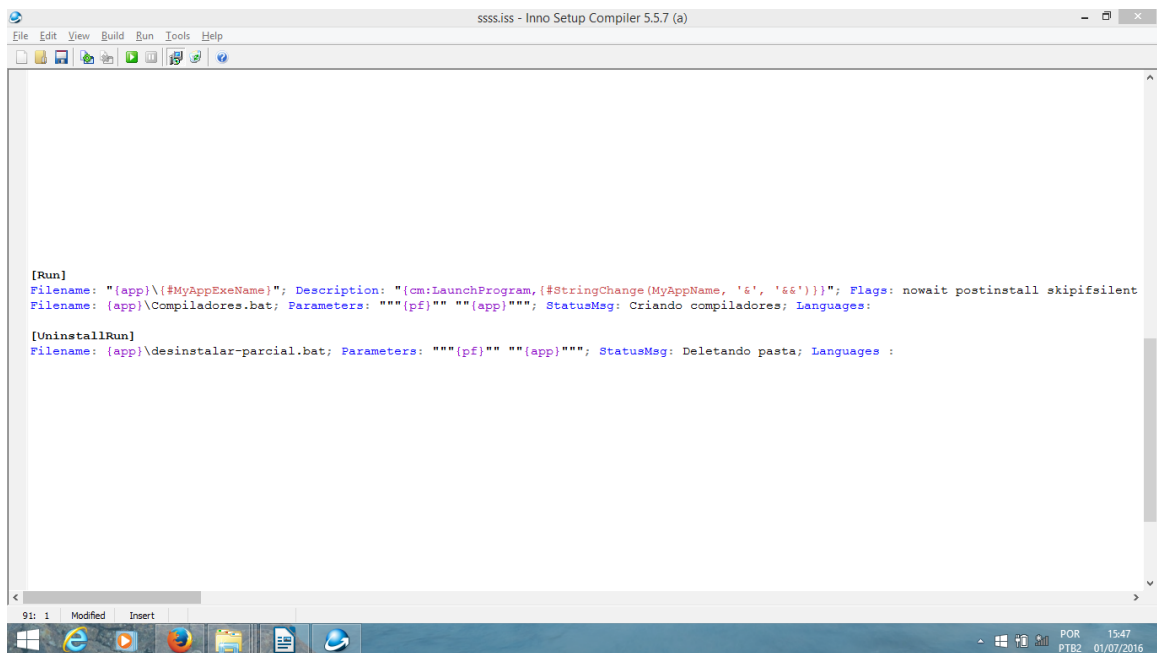 ssss.iss - Inno Setup Compiler 5.5.7 (a)
File Edit View Build Run Tools Help
[Run]
Filename: "{app}\{#MyAppExeName}"; Description: "{cm:LaunchProgram,{#StringChange(MyAppName, '&', '&&')}}"; Flags: nowait postinstall skipifsilent
Filename: {app}\Compiladores.bat; Parameters: """{pf}"" ""{app}"""; StatusMsg: Criando compiladores; Languages:
[UninstallRun]
Filename: {app}\desinstalar-parcial.bat; Parameters: """{pf}"" ""{app}"""; StatusMsg: Deletando pasta; Languages :
91: 1 Modified Insert
POR 15:47
PTB2 01/07/2016